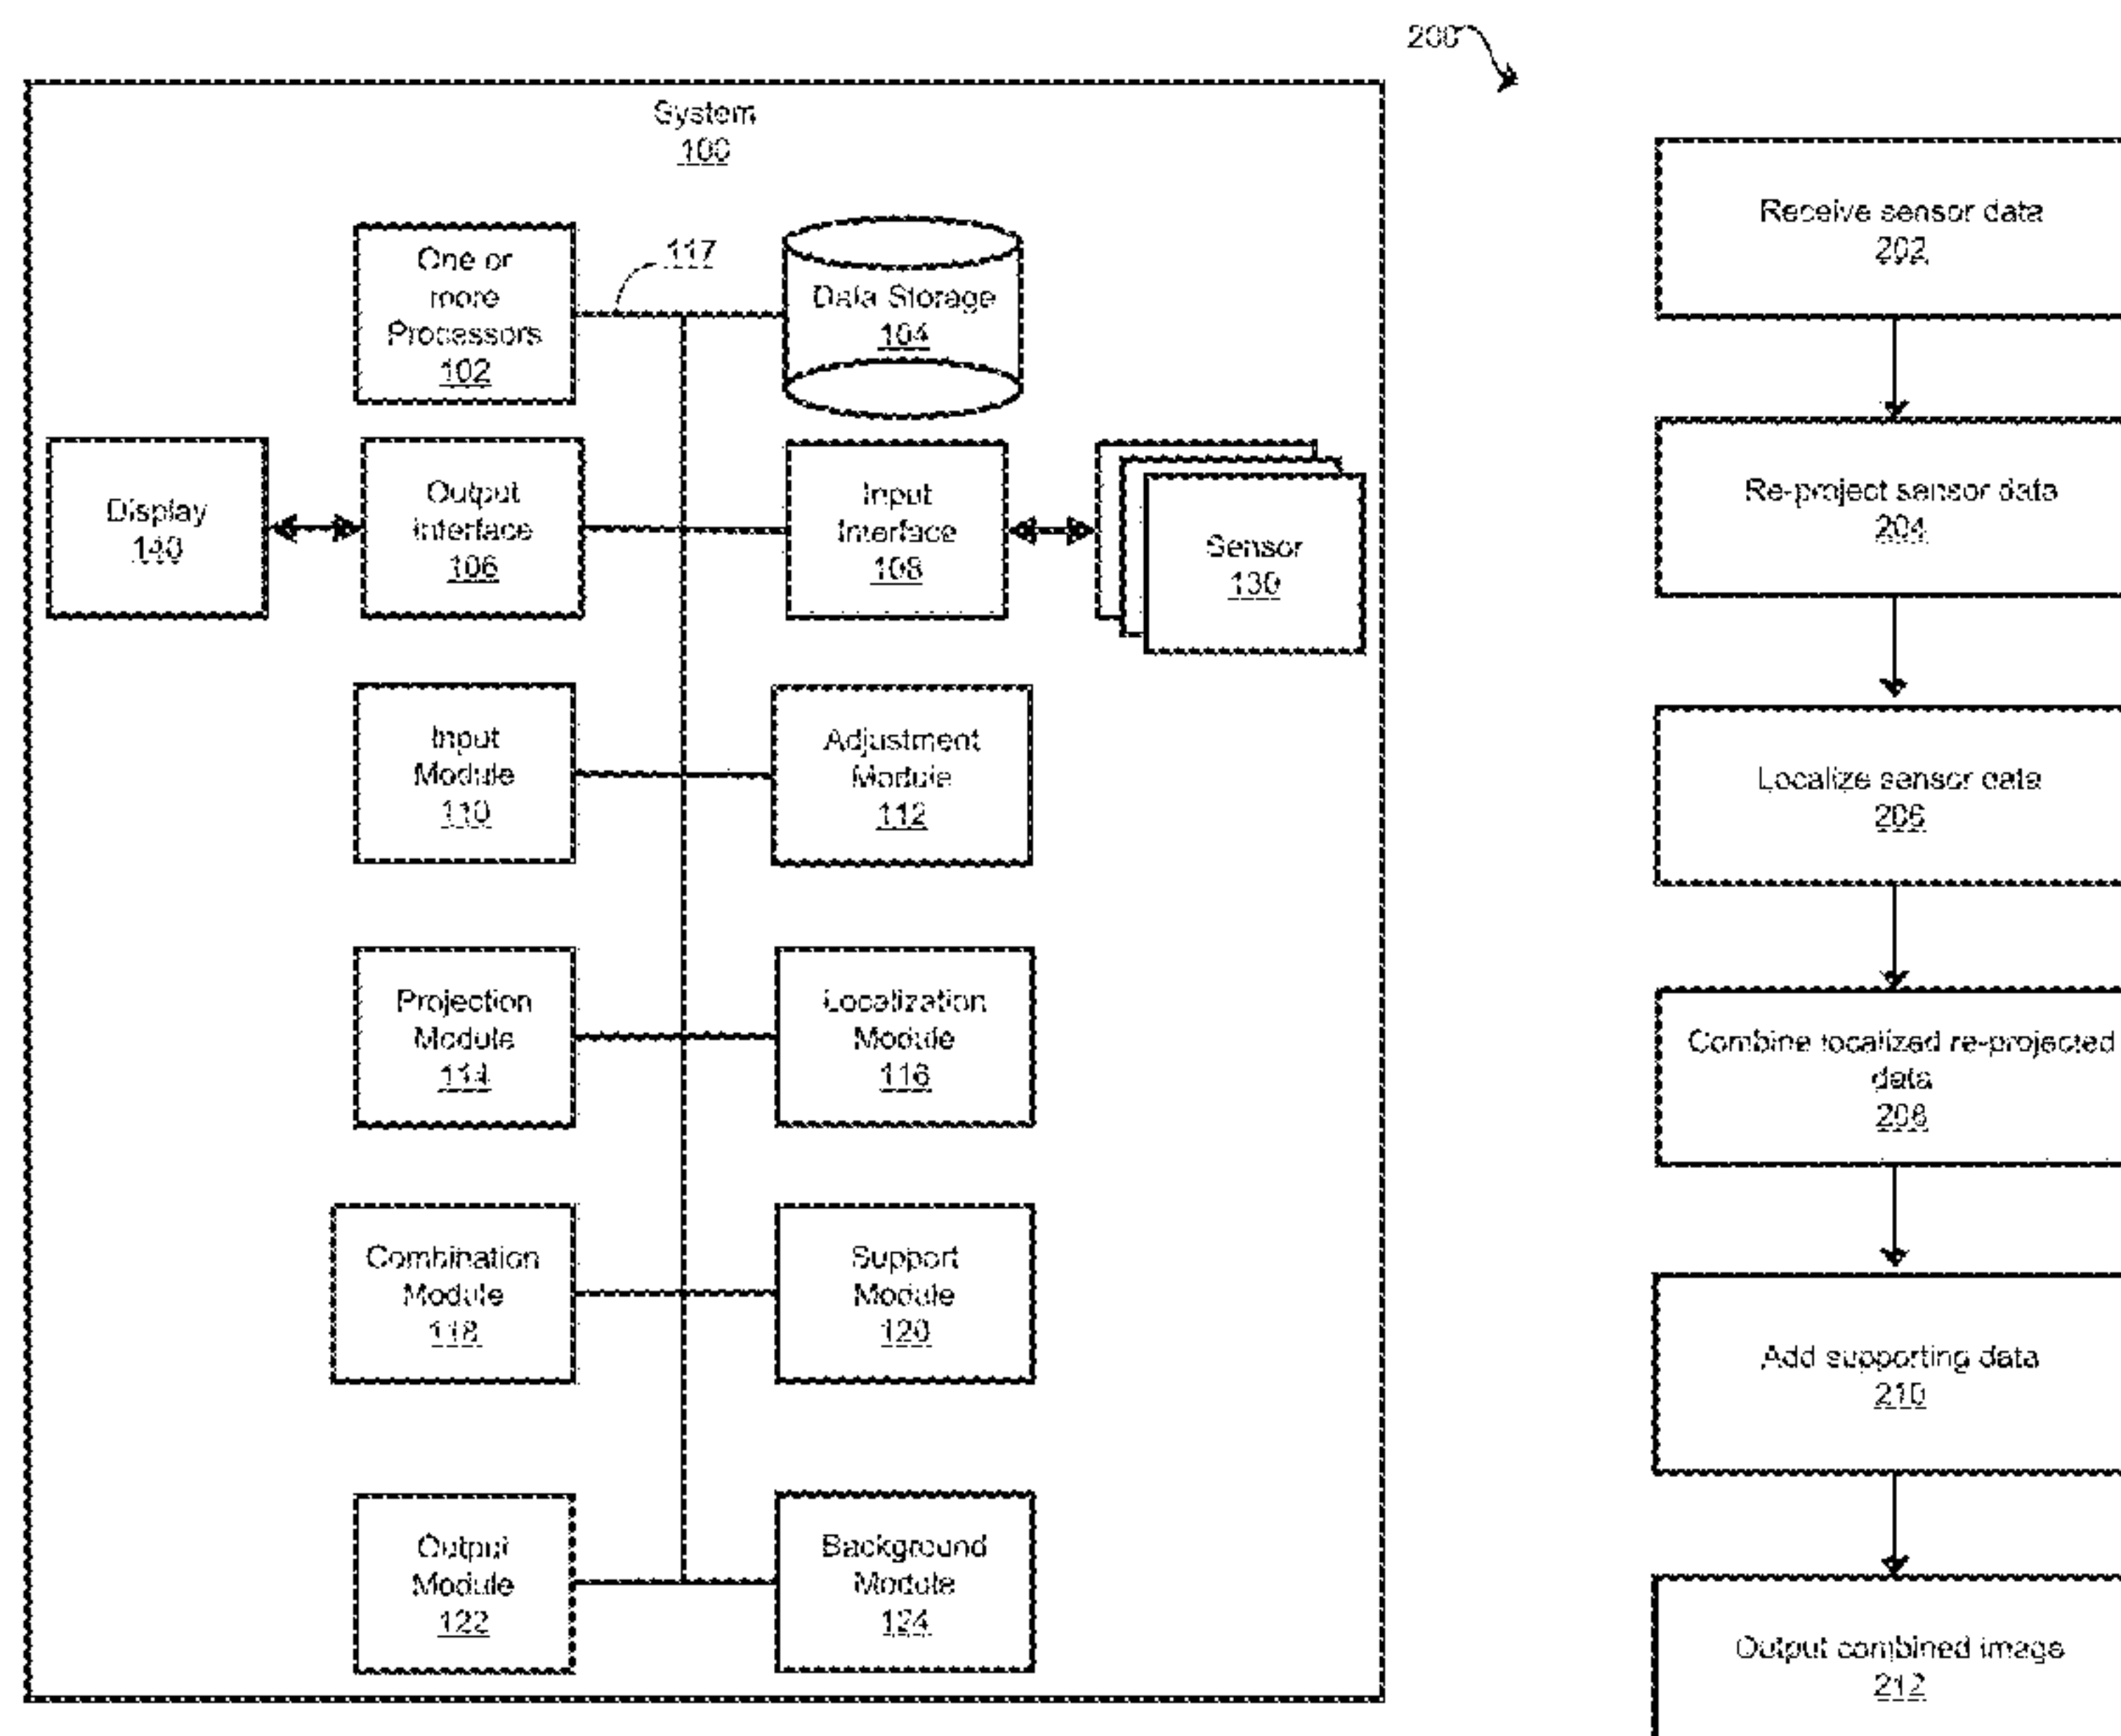 200
System
100
One or
more
Processors
102
117
Data Storage
104
Display
140
Output
Interface
106
Input
Interface
108
Sensor
130
Input
Module
110
Adjustment
Module
112
Projection
Module
114
Localization
Module
116
Combination
Module
118
Support
Module
120
Output
Module
122
Background
Module
124
Receive sensor data
202
Re-project sensor data
204
Localize sensor data
206
Combine localized re-projected
data
208
Add supporting data
210
Output combined image
212